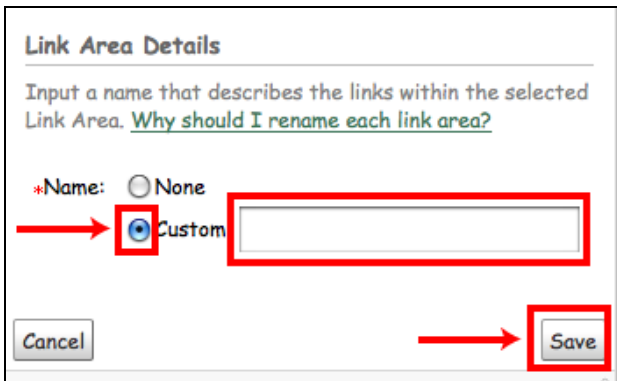 Link Area Details
Input a name that describes the links within the selected
Link Area. Why should I rename each link area?
*Name: None
Custom
Cancel Save